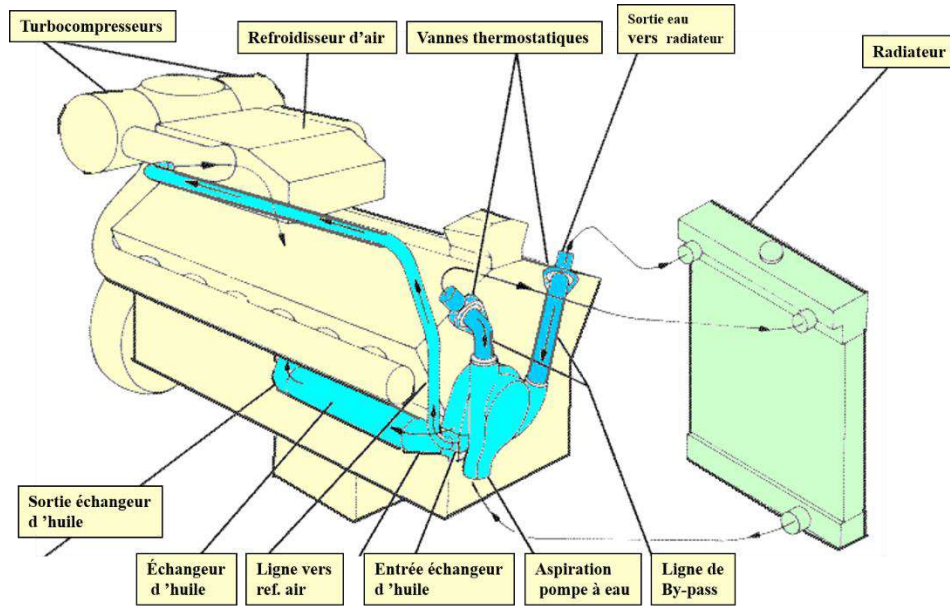 Turbocompresseurs
Refroidisseur d'air
Vannes thermostatiques
Sortie eau
vers radiateur
Radiateur
Sortie échangeur
d 'huile
Échangeur
d 'huile
Ligne vers
ref. air
Entrée échangeur
d 'huile
Aspiration
pompe à eau
Ligne de
By-pass